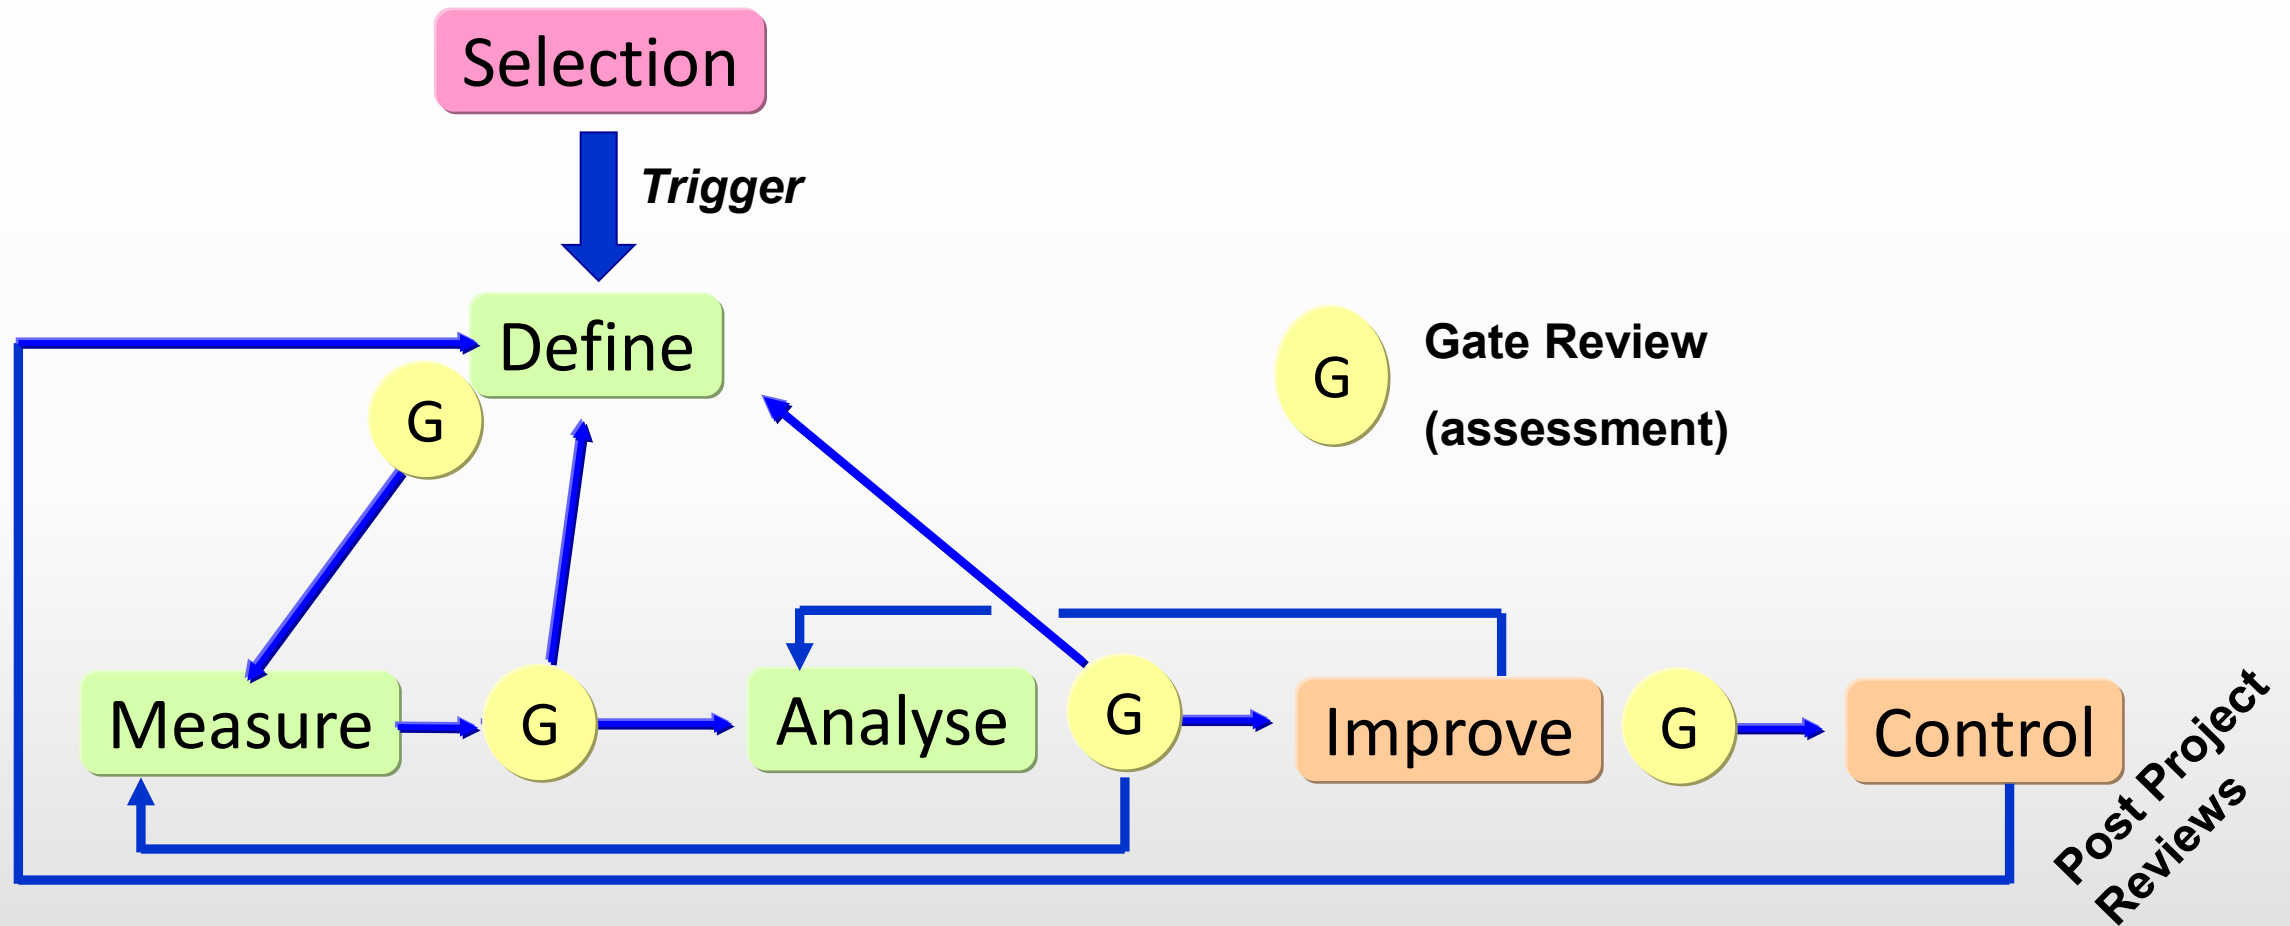 Selection
Trigger
Define
G
G
Gate Review
(assessment)
Measure
G
Analyse
G
Improve
G
Control
Post Project
Reviews